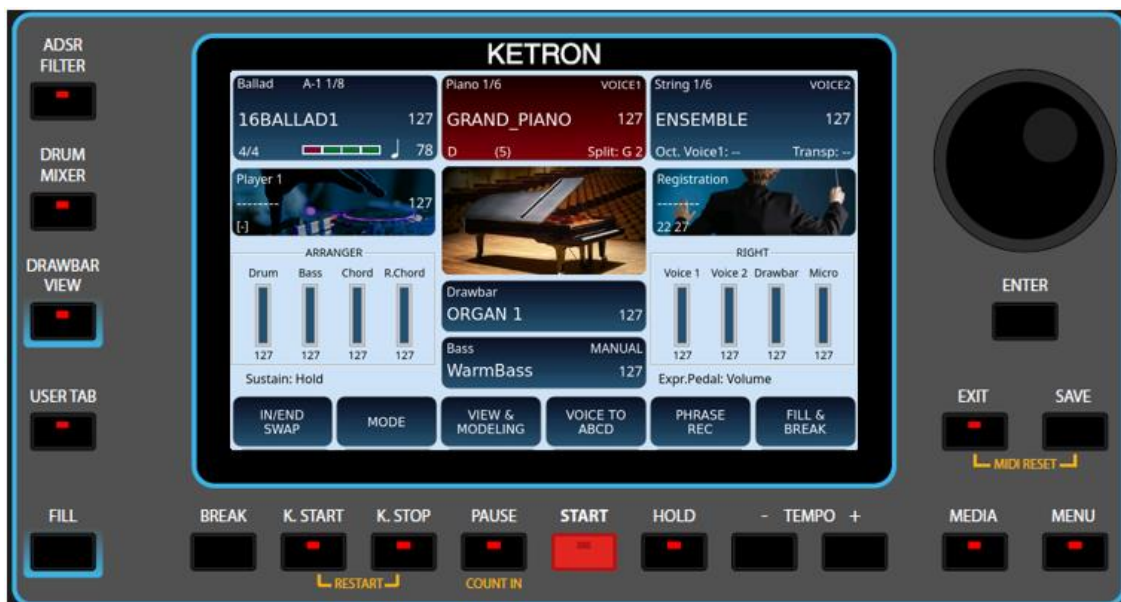 ADSR
FILTER
DRUM
MIXER
DRAWBAR
VIEW
USER TAB
FILL
KETRON
Ballad A-1 1/8
16BALLAD1 127
4/4 78
Piano 1/6 VOICE1
GRAND_PIANO 127
D (5) Split: G 2
String 1/6 VOICE2
ENSEMBLE 127
Oct. Voice1: -- Transp: --
Player 1
-------- 127
[-]
Registration
--------
22 27
ARRANGER
Drum Bass Chord R.Chord
127 127 127 127
Sustain: Hold
Drawbar
ORGAN 1 127
Bass MANUAL
WarmBass 127
RIGHT
Voice 1 Voice 2 Drawbar Micro
127 127 127 127
Expr.Pedal: Volume
IN/END
SWAP
MODE
VIEW &
MODELING
VOICE TO
ABCD
PHRASE
REC
FILL &
BREAK
ENTER
EXIT SAVE
MIDI RESET
BREAK K. START K. STOP PAUSE START HOLD - TEMPO + MEDIA MENU
RESTART COUNT IN